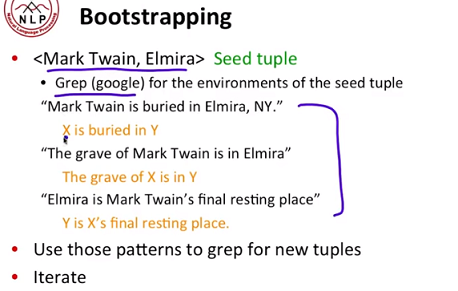 NLP
Bootstrapping
• <Mark Twain, Elmira> Seed tuple
• Grep (google) for the environments of the seed tuple
“Mark Twain is buried in Elmira, NY.”
X is buried in Y
“The grave of Mark Twain is in Elmira”
The grave of X is in Y
“Elmira is Mark Twain’s final resting place”
Y is X’s final resting place.
• Use those patterns to grep for new tuples
• Iterate